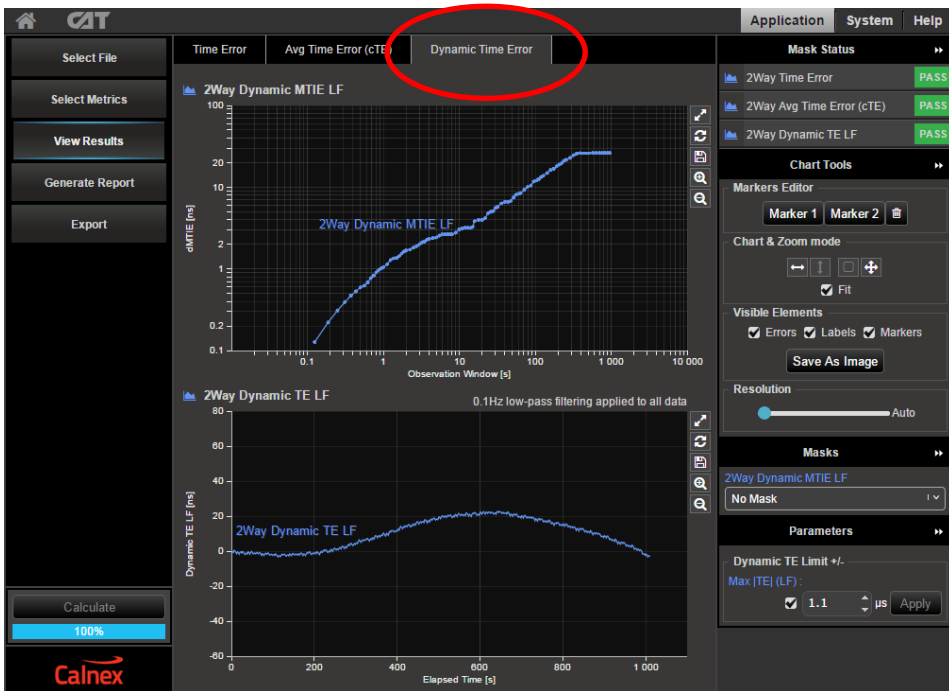 CAT
Application System Help
Select File
Select Metrics
View Results
Generate Report
Export
Calculate
100%
Calnex
Time Error
Avg Time Error (cTE)
Dynamic Time Error
2Way Dynamic MTIE LF
100
20
10
2
1
0.2
0.1
dMTIE [ns]
2Way Dynamic MTIE LF
0.1 1 10 100 1 000 10 000
Observation Window [s]
2Way Dynamic TE LF
0.1Hz low-pass filtering applied to all data
80
60
40
20
0
-20
-40
-60
Dynamic TE LF [ns]
2Way Dynamic TE LF
0 200 400 600 800 1 000
Elapsed Time [s]
Mask Status
2Way Time Error PASS
2Way Avg Time Error (cTE) PASS
2Way Dynamic TE LF PASS
Chart Tools
Markers Editor
Marker 1 Marker 2
Chart & Zoom mode
Fit
Visible Elements
Errors Labels Markers
Save As Image
Resolution
Auto
Masks
2Way Dynamic MTIE LF
No Mask
Parameters
Dynamic TE Limit +/-
Max |TE| (LF) :
1.1 µs Apply